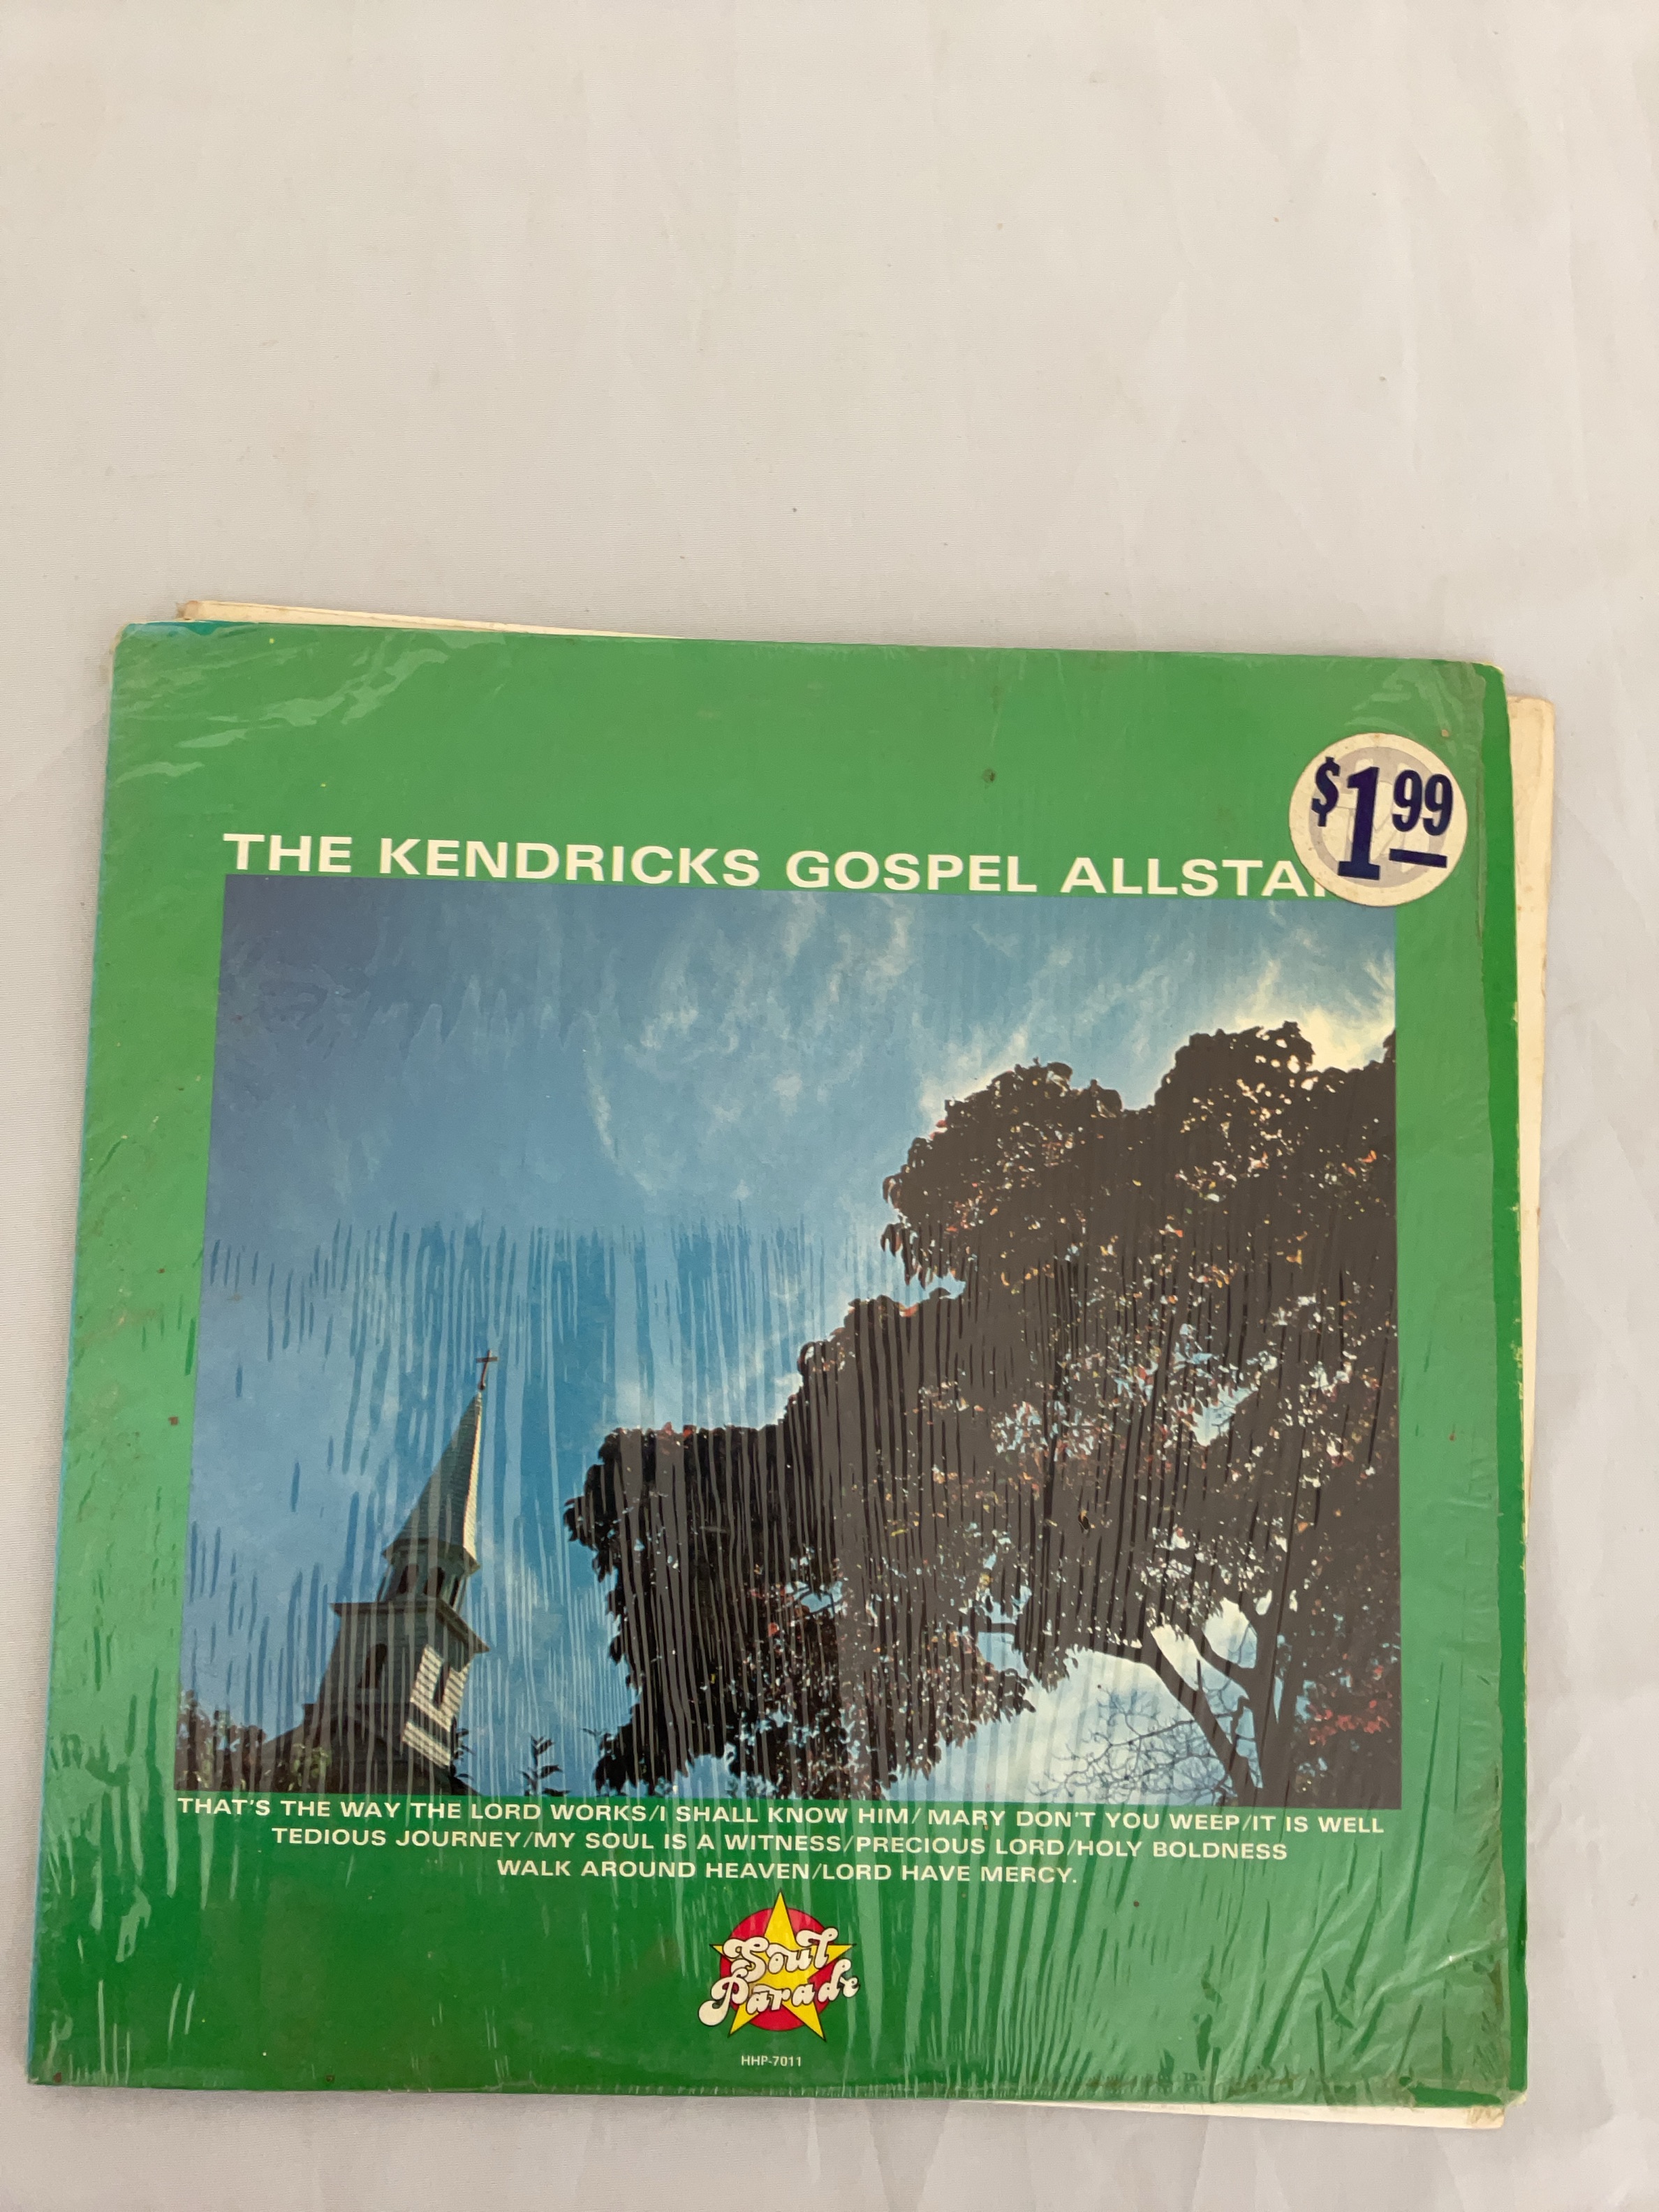 THE KENDRICKS GOSPEL ALLSTA
$1.99
THAT'S THE WAY THE LORD WORKS/I SHALL KNOW HIM/ MARY DON'T YOU WEEP/IT IS WELL
TEDIOUS JOURNEY/MY SOUL IS A WITNESS/PRECIOUS LORD/HOLY BOLDNESS
WALK AROUND HEAVEN/LORD HAVE MERCY.
Soul
Parade
HHP-7011